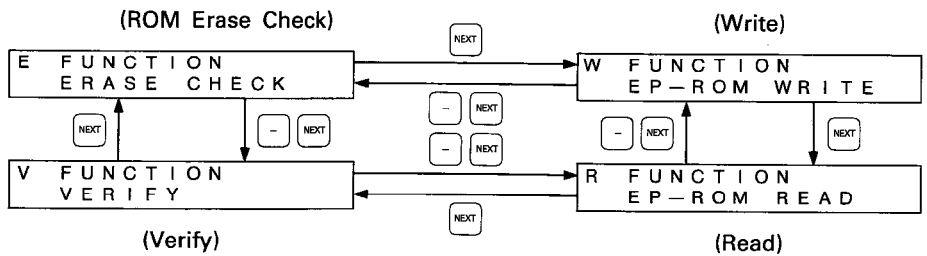 (ROM Erase Check)
(Write)
NEXT
E FUNCTION
ERASE CHECK
W FUNCTION
EP-ROM WRITE
- NEXT
NEXT
- NEXT
- NEXT
NEXT
- NEXT
V FUNCTION
VERIFY
R FUNCTION
EP-ROM READ
NEXT
(Verify)
(Read)